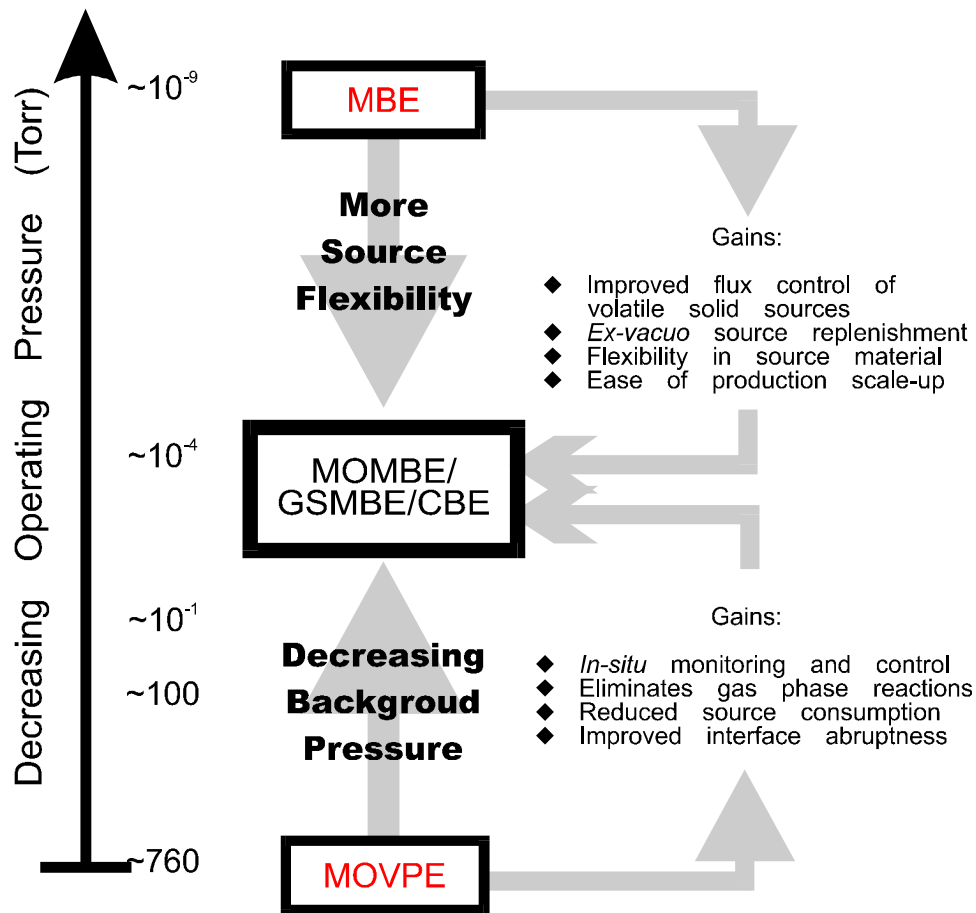 Decreasing Operating Pressure (Torr)
~10⁻⁹
MBE
More
Source
Flexibility
Gains:
◆ Improved flux control of
volatile solid sources
◆ Ex-vacuo source replenishment
◆ Flexibility in source material
◆ Ease of production scale-up
~10⁻⁴
MOMBE/
GSMBE/CBE
~10⁻¹
~100
Decreasing
Backgroud
Pressure
Gains:
◆ In-situ monitoring and control
◆ Eliminates gas phase reactions
◆ Reduced source consumption
◆ Improved interface abruptness
~760
MOVPE